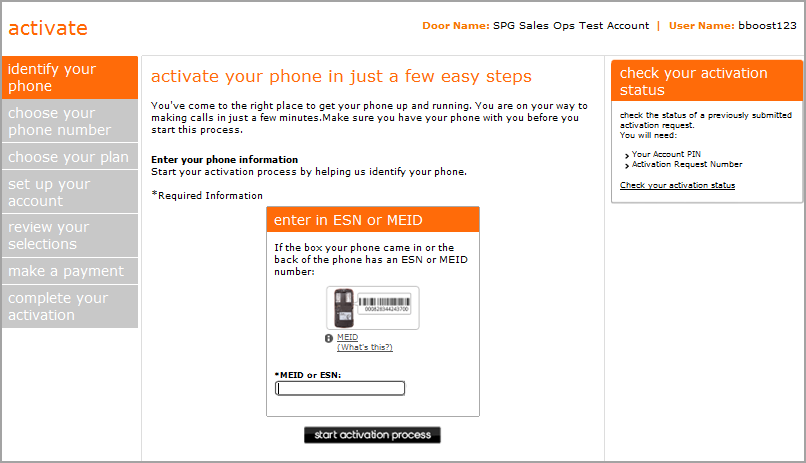 activate
Door Name: SPG Sales Ops Test Account | User Name: bboost123
identify your
phone
choose your
phone number
choose your plan
set up your
account
review your
selections
make a payment
complete your
activation
activate your phone in just a few easy steps
You've come to the right place to get your phone up and running. You are on your way to
making calls in just a few minutes.Make sure you have your phone with you before you
start this process.
Enter your phone information
Start your activation process by helping us identify your phone.
*Required Information
enter in ESN or MEID
If the box your phone came in or the
back of the phone has an ESN or MEID
number:
000828344243700
MEID
(What's this?)
*MEID or ESN:
start activation process
check your activation
status
check the status of a previously submitted
activation request.
You will need:
Your Account PIN
Activation Request Number
Check your activation status